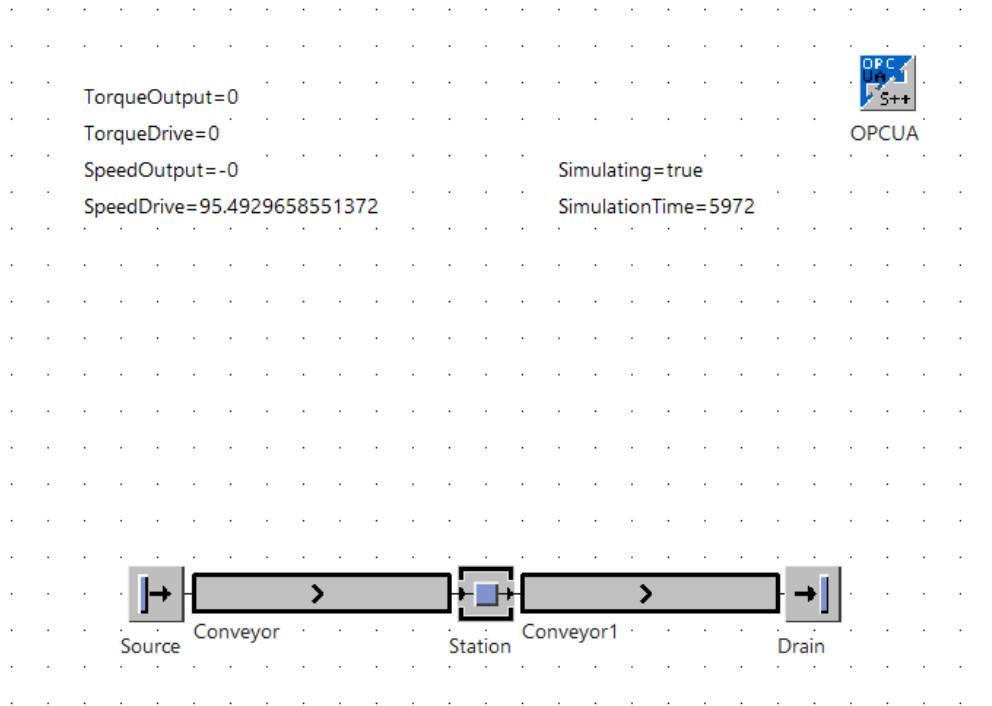 OPC
UA
S++
OPCUA
TorqueOutput=0
TorqueDrive=0
SpeedOutput=-0
SpeedDrive=95.4929658551372
Simulating=true
SimulationTime=5972
Source
Conveyor
Station
Conveyor1
Drain